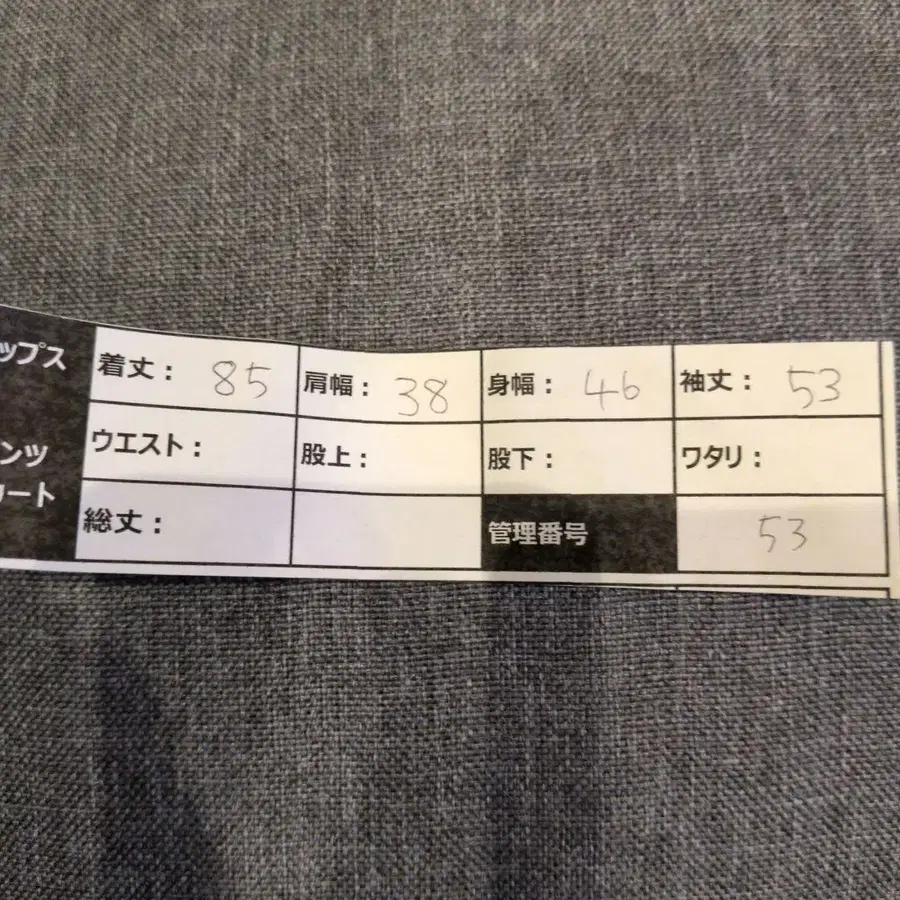 ップス 着丈： 85 肩幅： 38 身幅： 46 袖丈： 53
ンツ ウエスト： 股上： 股下： ワタリ：
ート 総丈： 管理番号 53